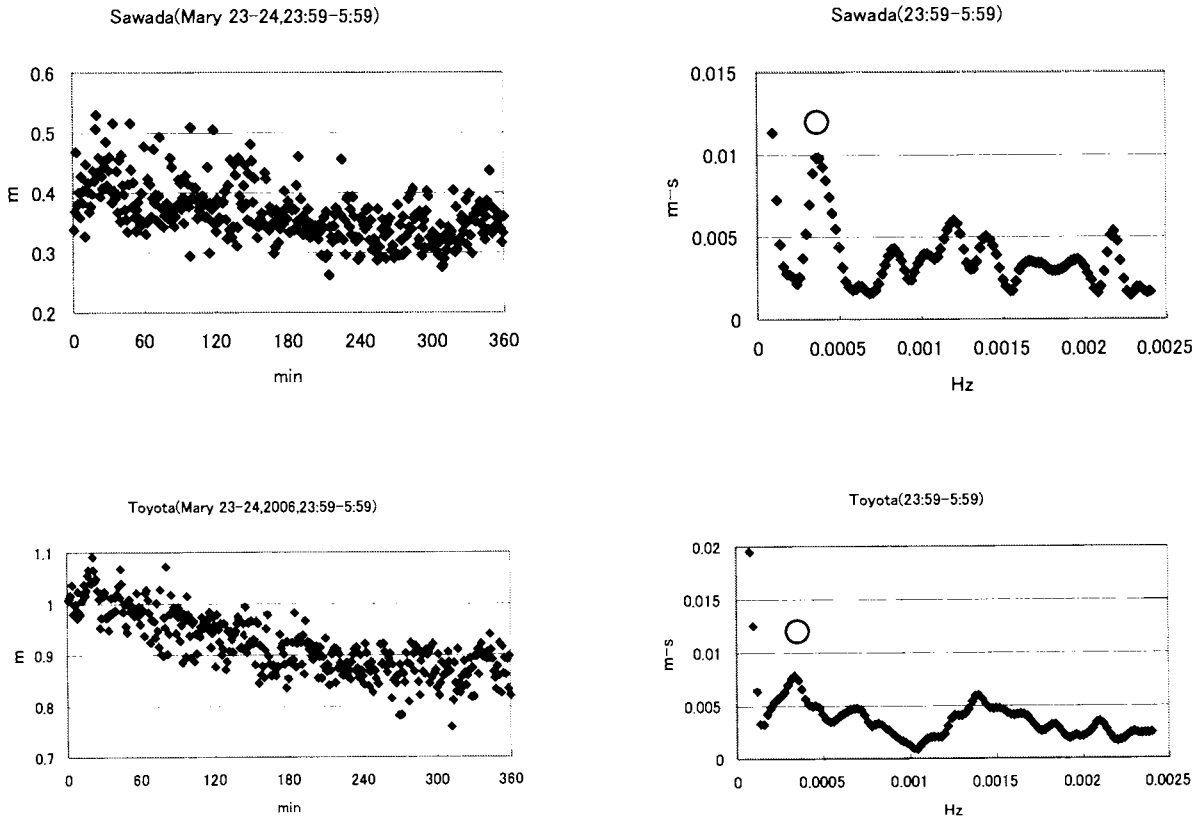 Sawada(Mary 23-24,23:59-5:59)
0.6
0.5
0.4
0.3
0.2
m
0 60 120 180 240 300 360
min
Sawada(23:59-5:59)
0.015
0.01
0.005
0
m-s
0 0.0005 0.001 0.0015 0.002 0.0025
Hz
Toyota(Mary 23-24,2006,23:59-5:59)
1.1
1
0.9
0.8
0.7
m
0 60 120 180 240 300 360
min
Toyota(23:59-5:59)
0.02
0.015
0.01
0.005
0
m-s
0 0.0005 0.001 0.0015 0.002 0.0025
Hz